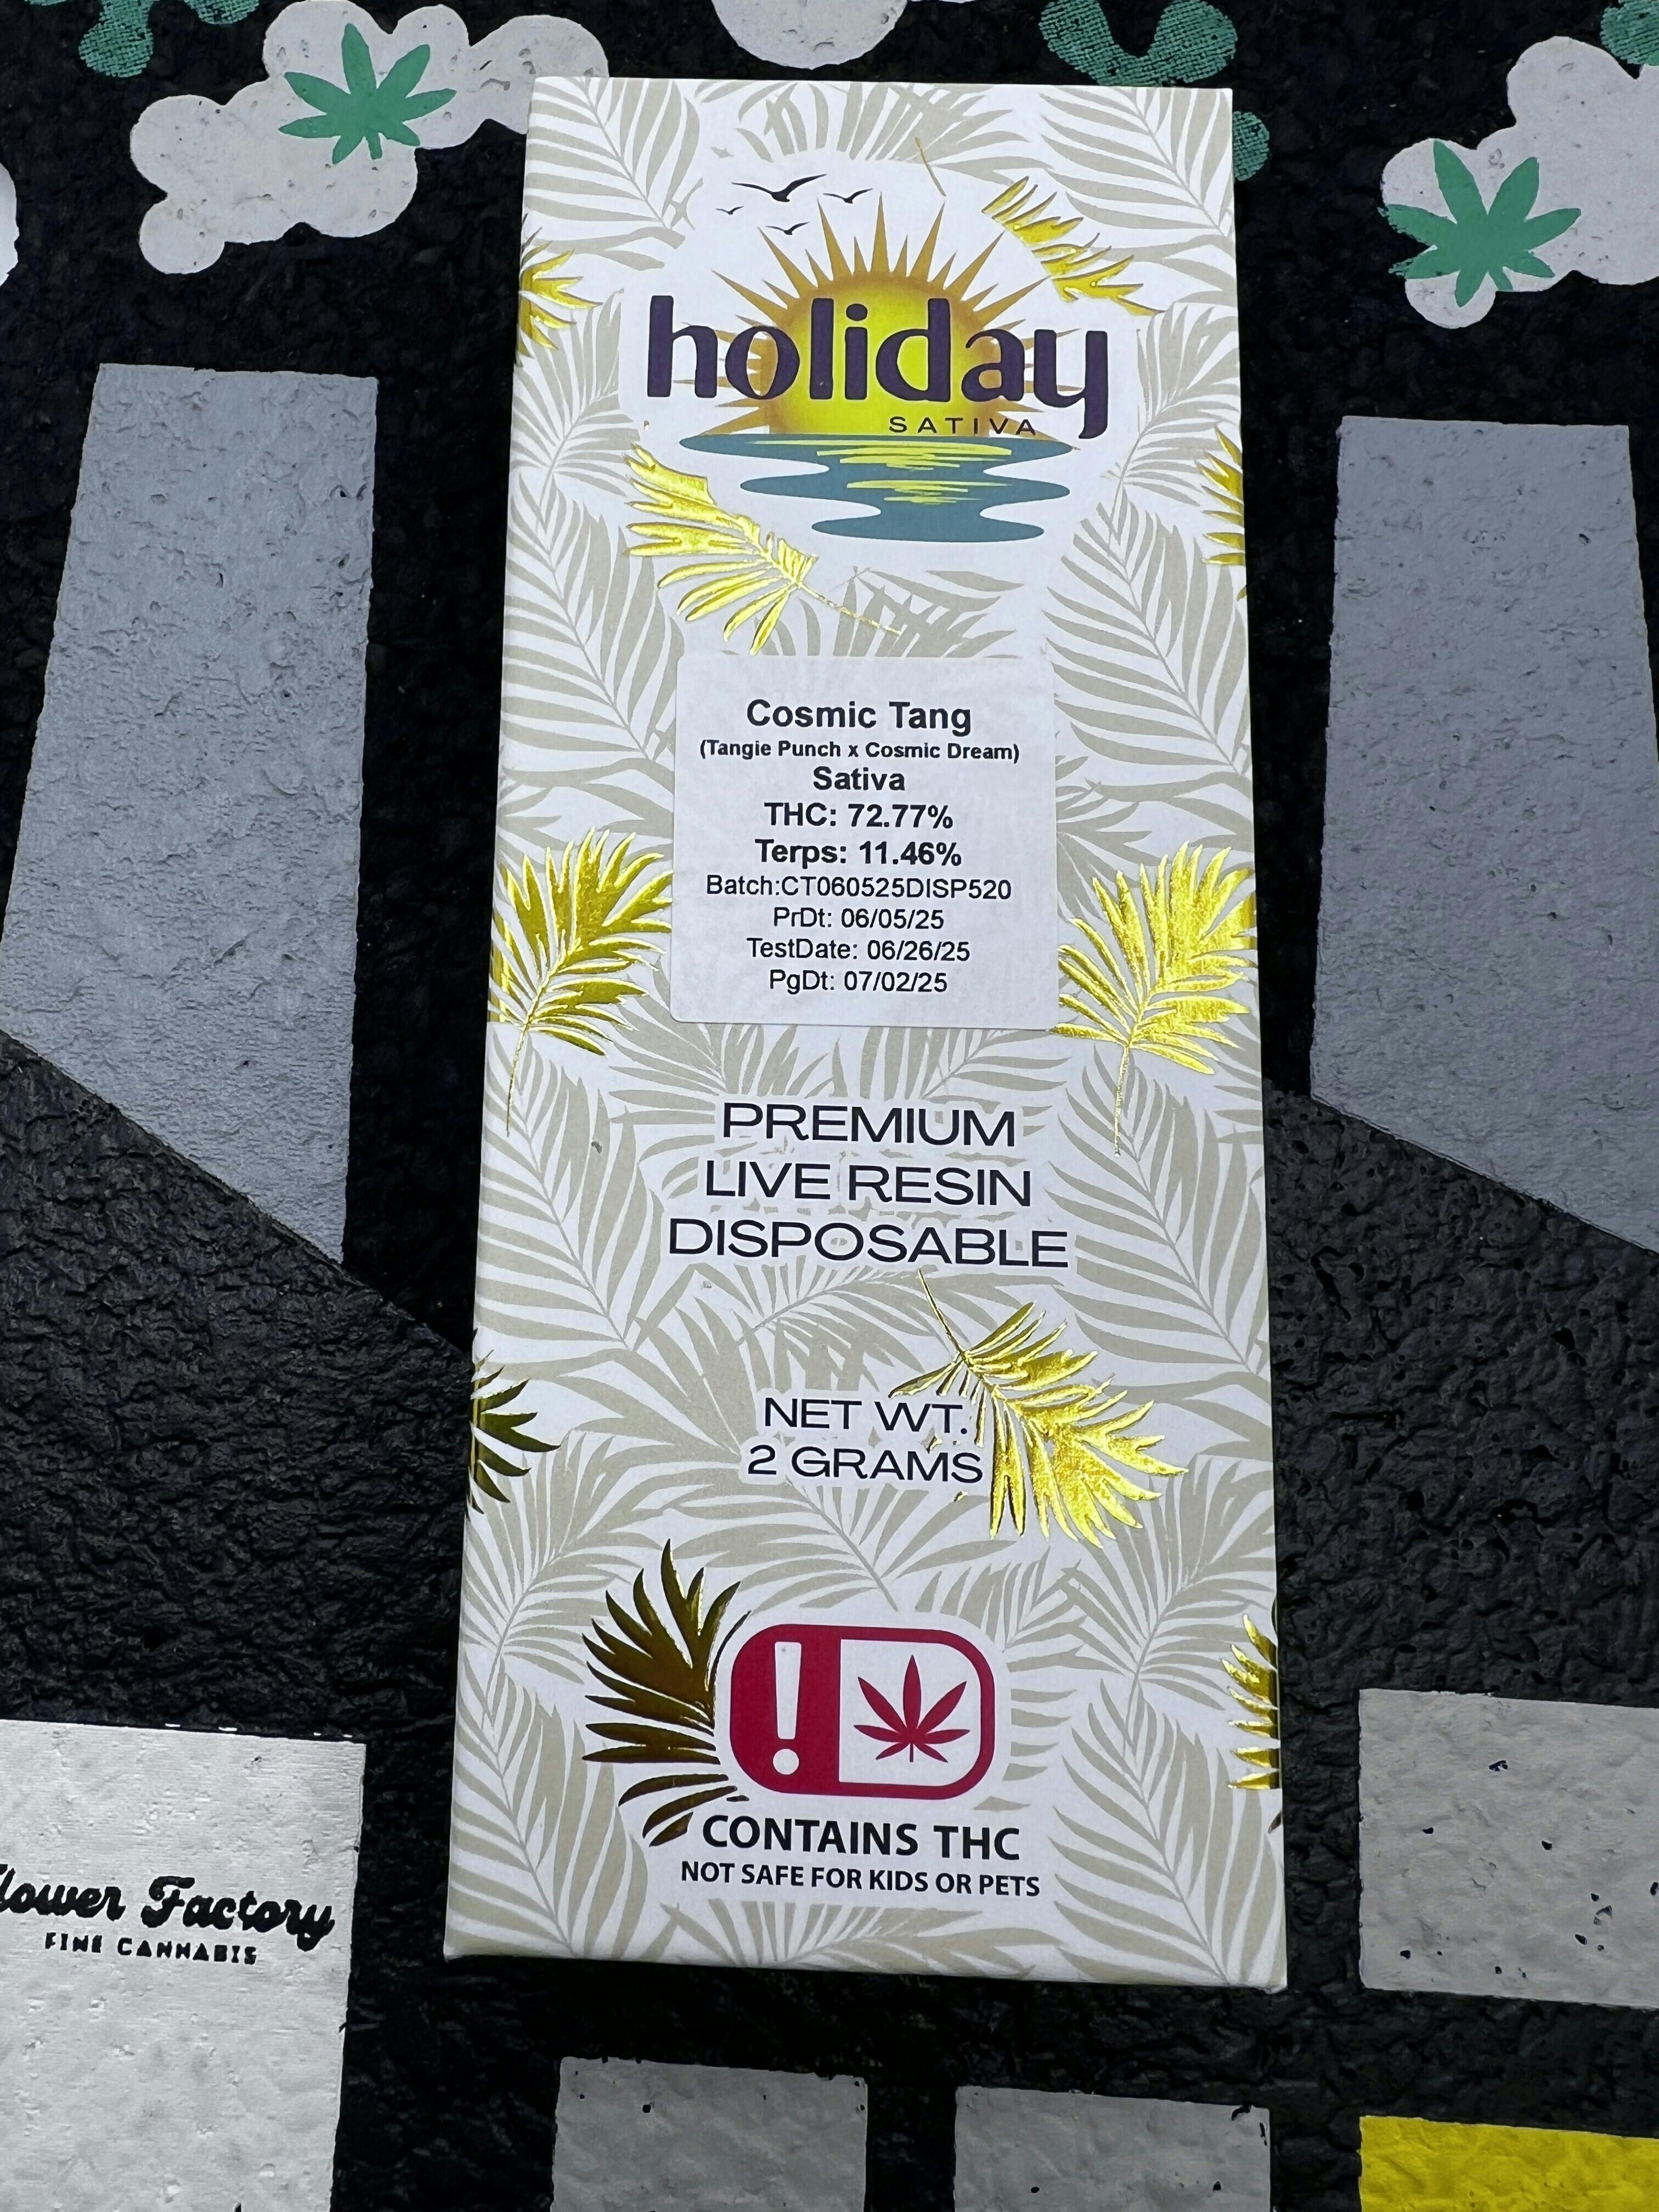 holiday
SATIVA
Cosmic Tang
(Tangie Punch x Cosmic Dream)
Sativa
THC: 72.77%
Terps: 11.46%
Batch:CT060525DISP520
PrDt: 06/05/25
TestDate: 06/26/25
PgDt: 07/02/25
PREMIUM
LIVE RESIN
DISPOSABLE
NET WT.
2 GRAMS
!
CONTAINS THC
NOT SAFE FOR KIDS OR PETS
lower Factory
FINE CANNABIS